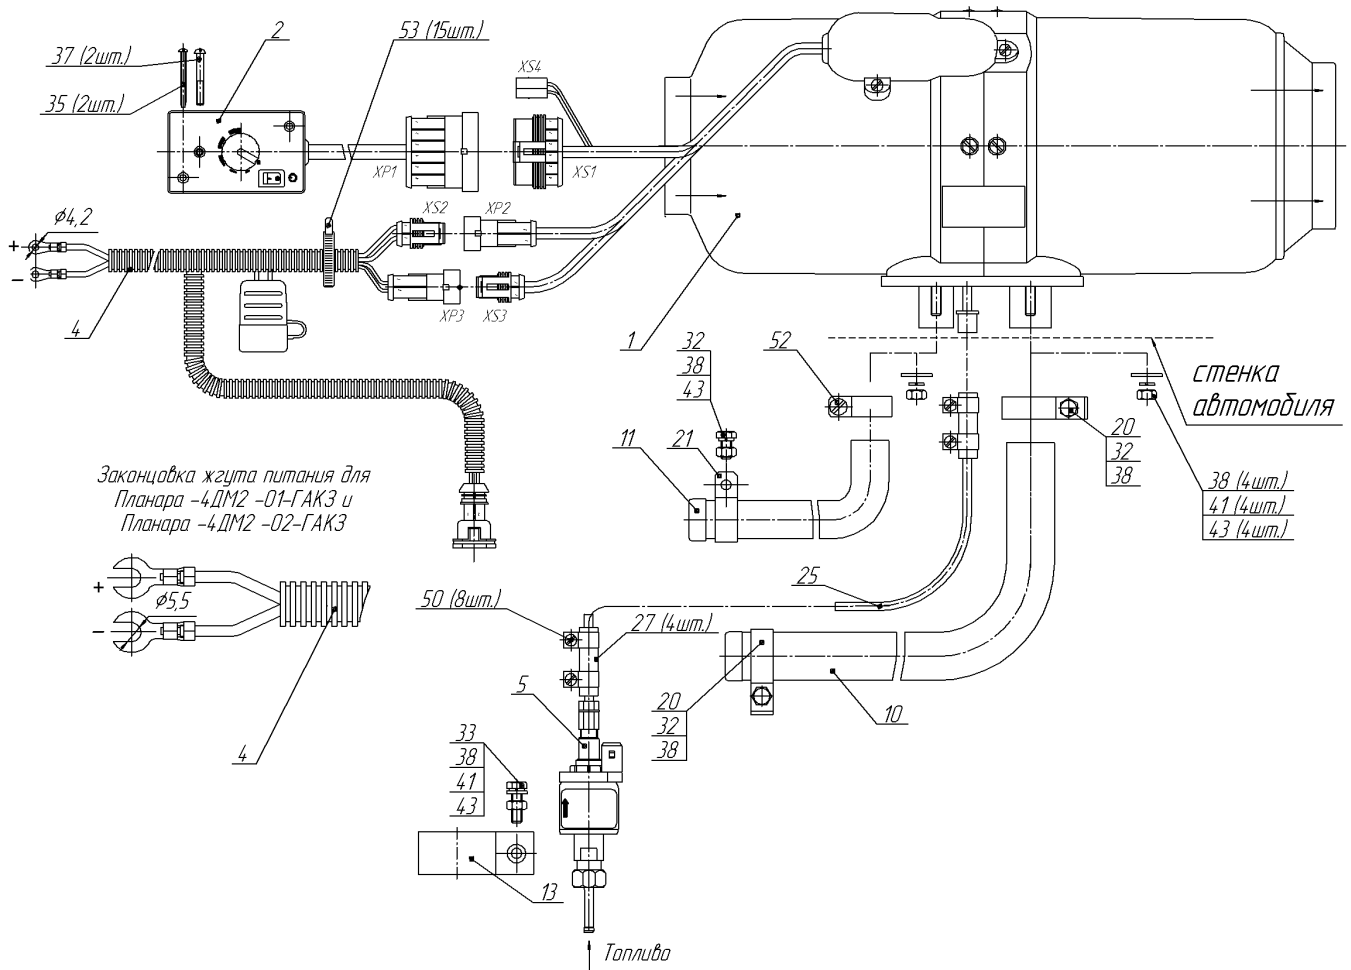 37 (2шт.)
35 (2шт.)
2
53 (15шт.)
XS4
XP1
XS1
ϕ4,2
+
-
XS2
XP2
XP3
XS3
4
1
52
32
38
43
21
11
стенка
автомобиля
20
32
38
38 (4шт.)
41 (4шт.)
43 (4шт.)
Законцовка жгута питания для
Планара -4ДМ2 -01-ГАКЗ и
Планара -4ДМ2 -02-ГАКЗ
+
-
ϕ5,5
4
50 (8шт.)
27 (4шт.)
25
5
20
32
38
10
33
38
41
43
13
Топливо